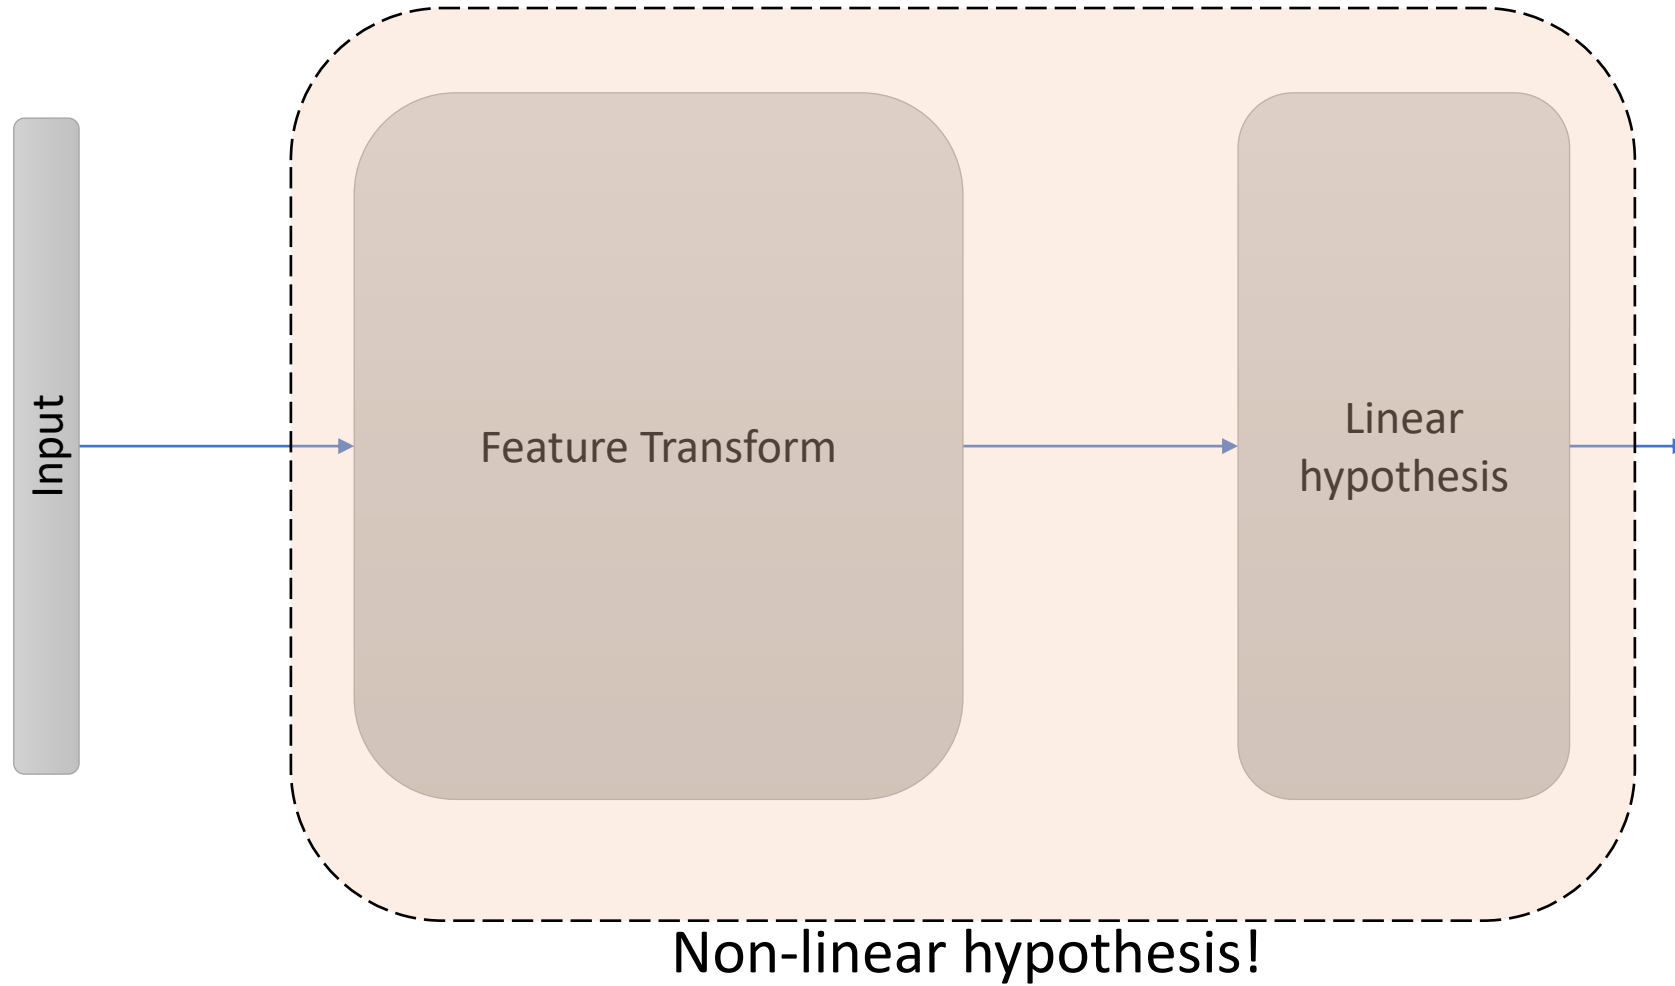 Input
Feature Transform
Linear
hypothesis
Non-linear hypothesis!